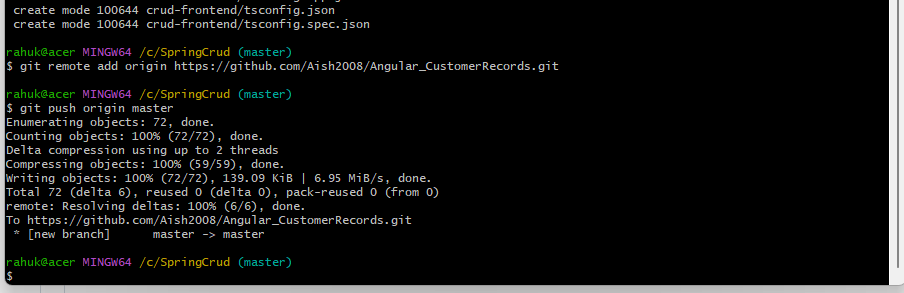 create mode 100644 crud-frontend/tsconfig.json
create mode 100644 crud-frontend/tsconfig.spec.json
rahuk@acer MINGW64 /c/SpringCrud (master)
$ git remote add origin https://github.com/Aish2008/Angular_CustomerRecords.git
rahuk@acer MINGW64 /c/SpringCrud (master)
$ git push origin master
Enumerating objects: 72, done.
Counting objects: 100% (72/72), done.
Delta compression using up to 2 threads
Compressing objects: 100% (59/59), done.
Writing objects: 100% (72/72), 139.09 KiB | 6.95 MiB/s, done.
Total 72 (delta 6), reused 0 (delta 0), pack-reused 0 (from 0)
remote: Resolving deltas: 100% (6/6), done.
To https://github.com/Aish2008/Angular_CustomerRecords.git
* [new branch]      master -> master
rahuk@acer MINGW64 /c/SpringCrud (master)
$